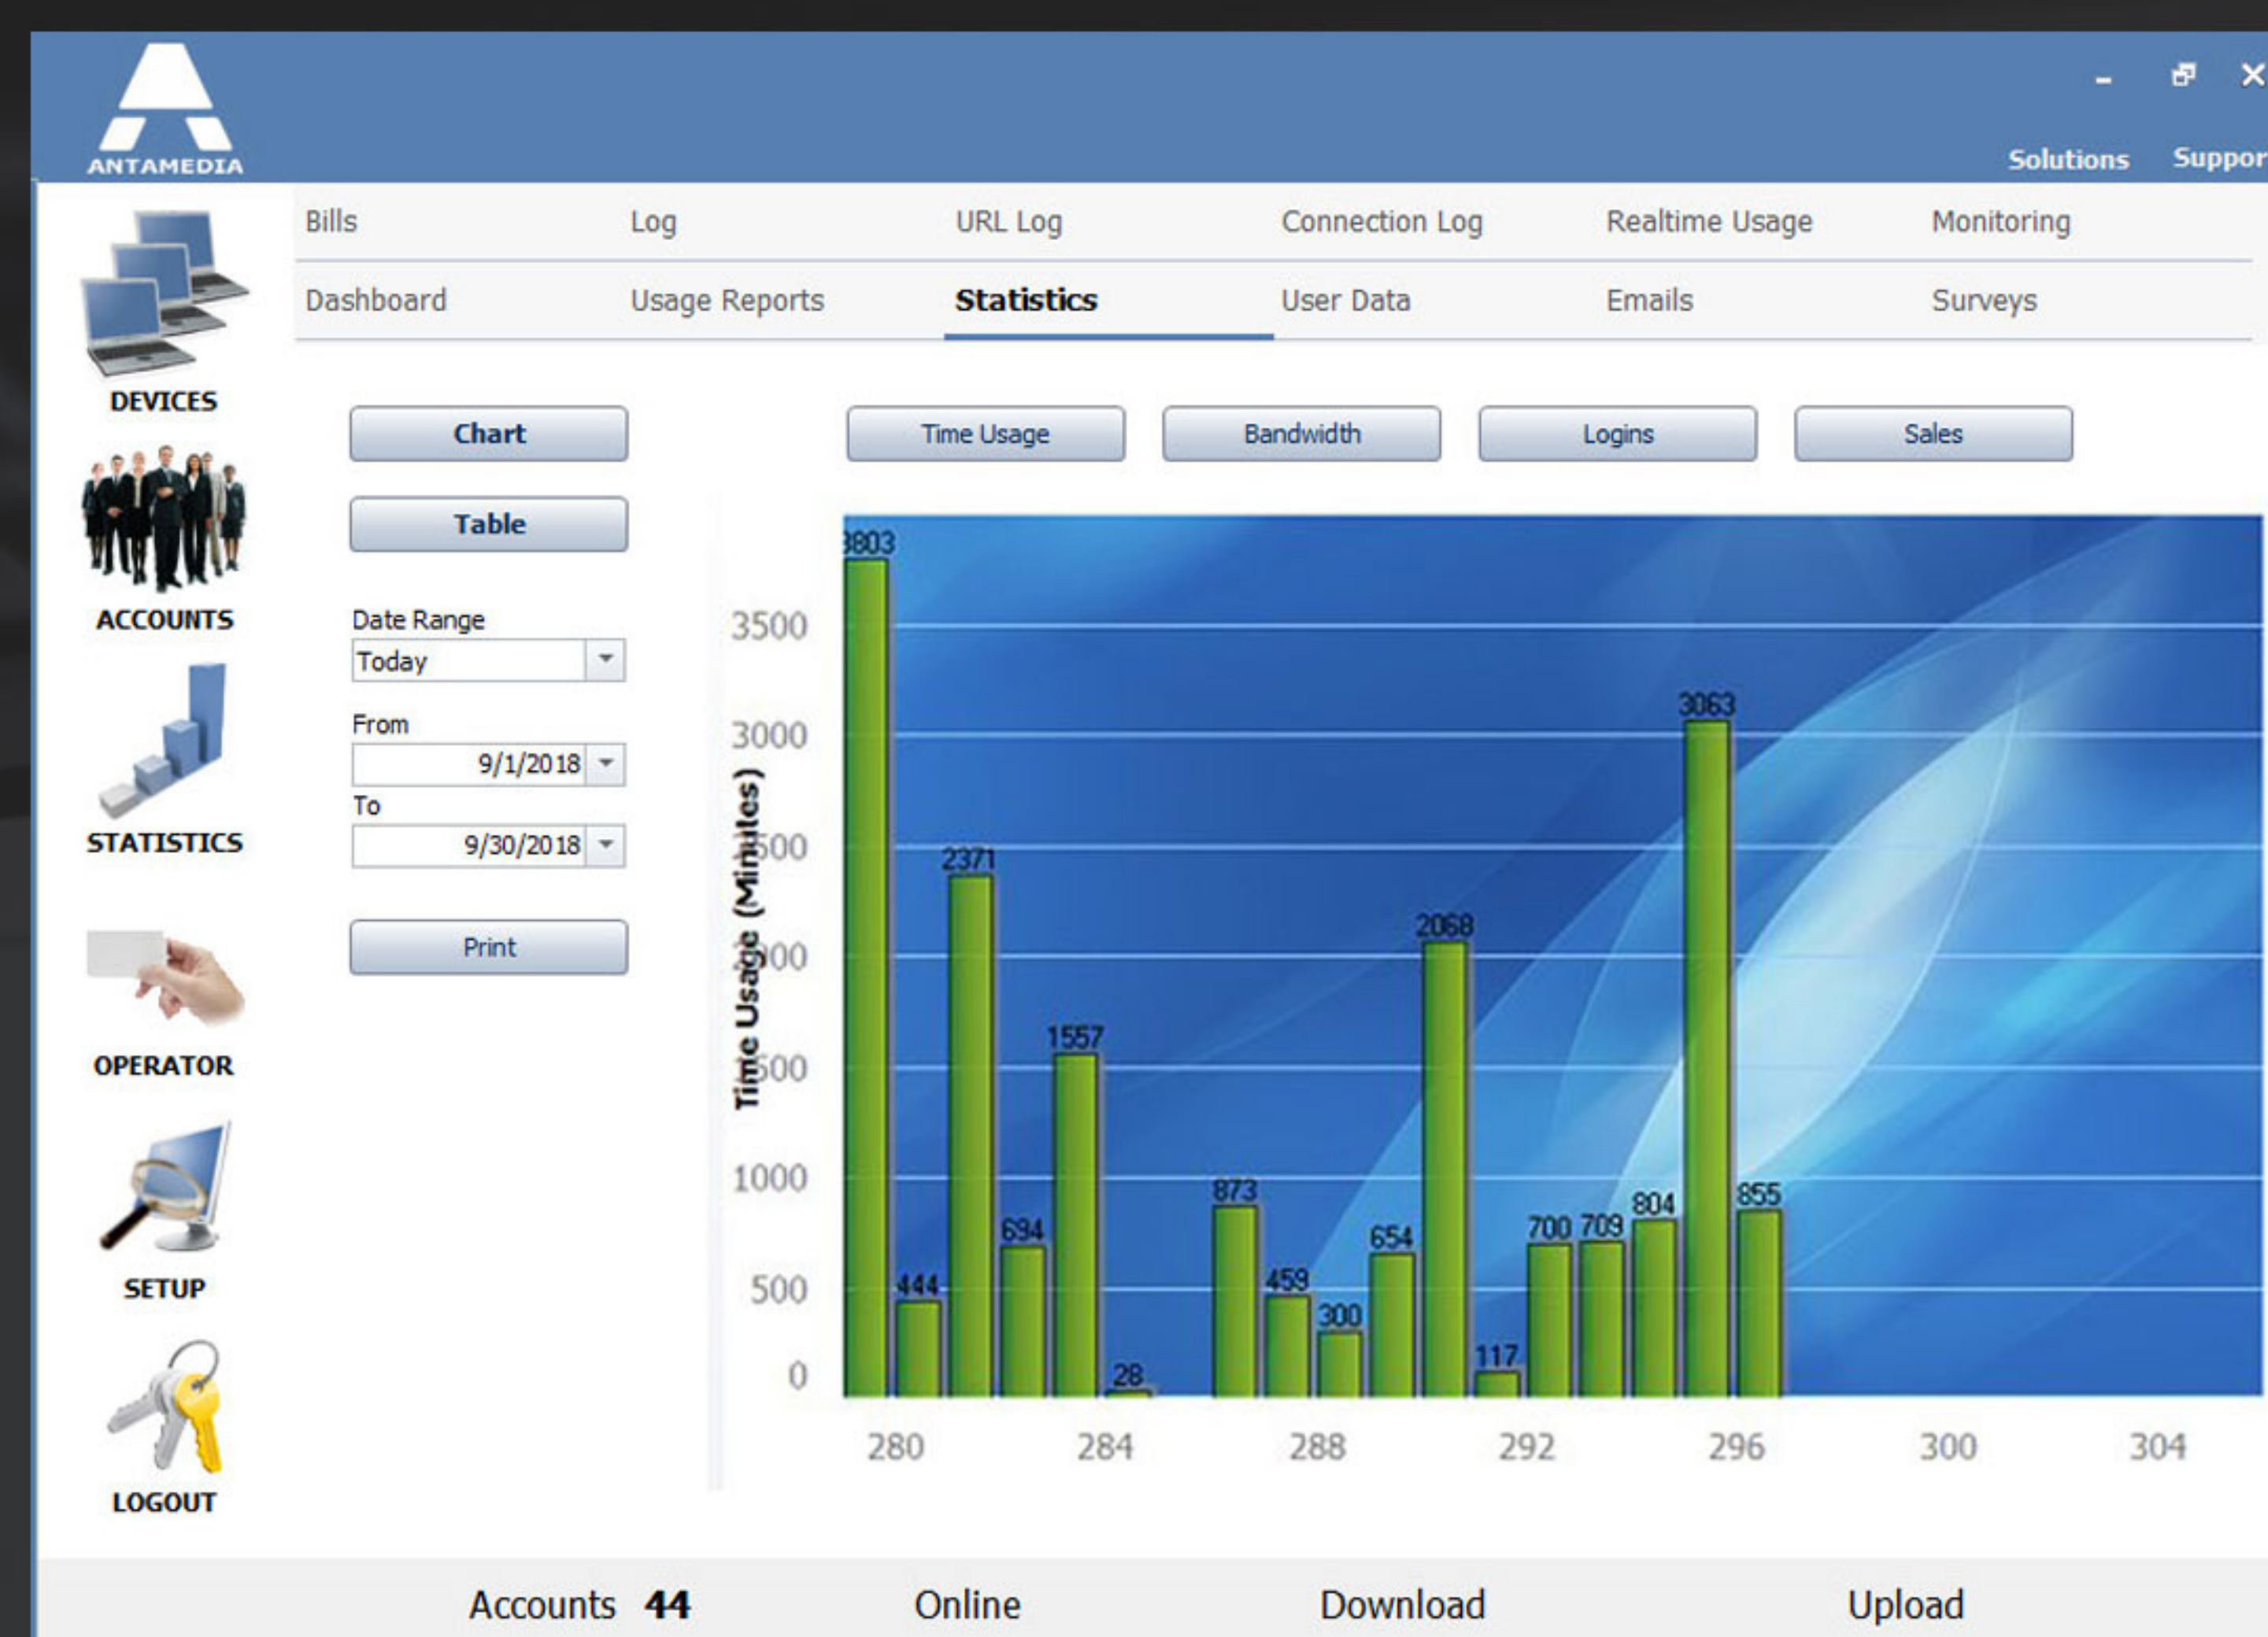 ANTAMEDIA
Solutions Suppor
Bills Log URL Log Connection Log Realtime Usage Monitoring
Dashboard Usage Reports Statistics User Data Emails Surveys
DEVICES
ACCOUNTS
STATISTICS
OPERATOR
SETUP
LOGOUT
Chart
Table
Date Range
Today
From
9/1/2018
To
9/30/2018
Print
Time Usage Bandwidth Logins Sales
Time Usage (Minutes)
3500
3000
1000
500
0
3803
444
2371
694
1557
28
873
459
300
654
2068
117
700
709
804
3063
855
280 284 288 292 296 300 304
Accounts 44 Online Download Upload